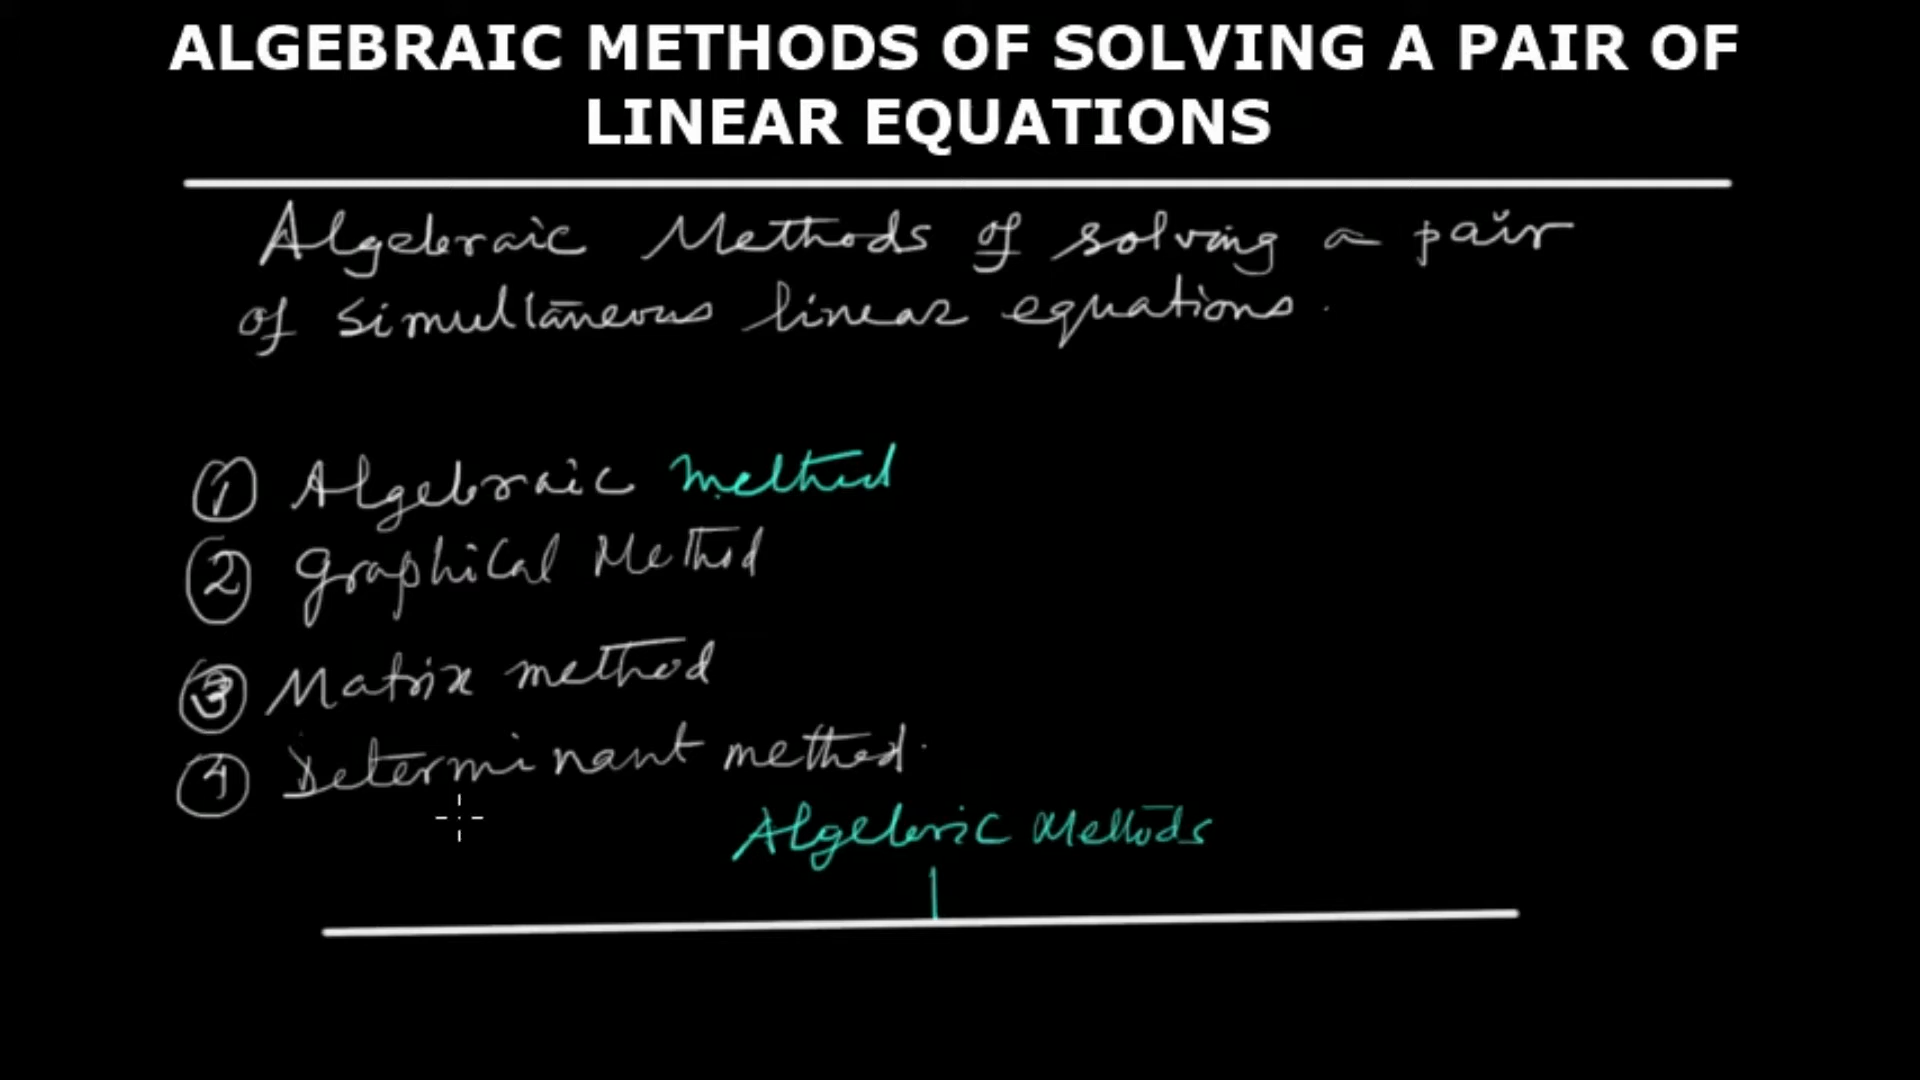 ALGEBRAIC METHODS OF SOLVING A PAIR OF
LINEAR EQUATIONS
Algebraic Methods of solving a pair
of simultaneous linear equations.
① Algebraic method
② Graphical Method
③ Matrix method
④ Determinant method.
Algebric Methods